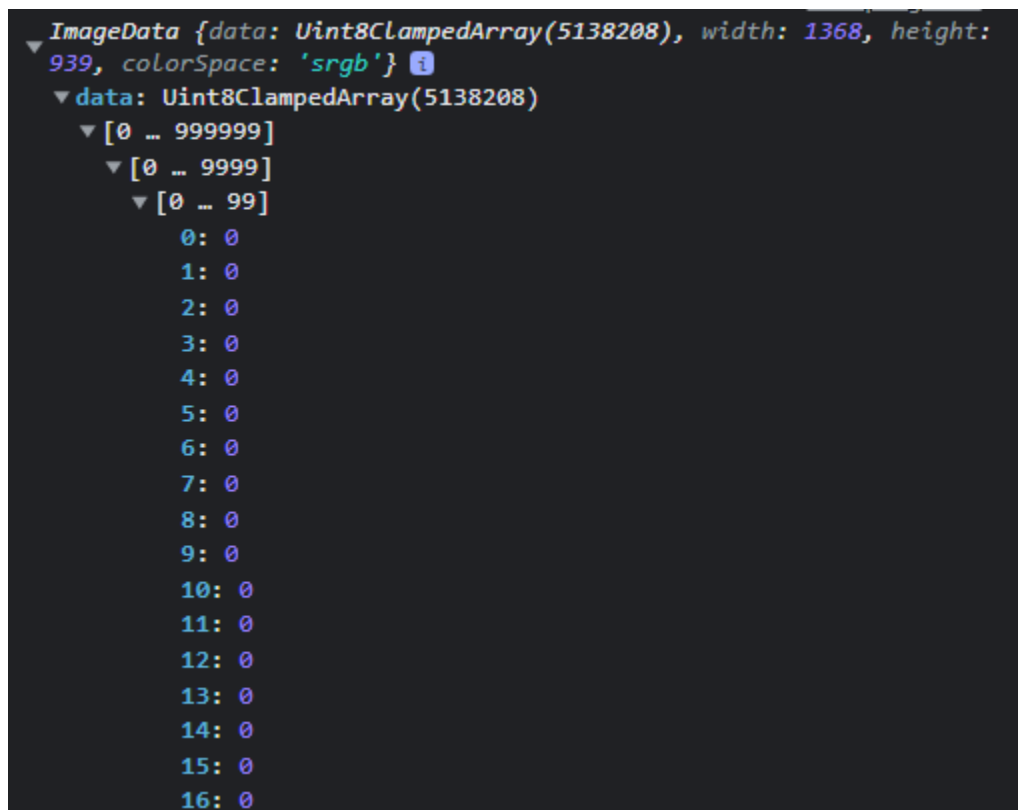 ImageData {data: Uint8ClampedArray(5138208), width: 1368, height:
939, colorSpace: 'srgb'} i
data: Uint8ClampedArray(5138208)
[0 … 999999]
[0 … 9999]
[0 … 99]
0: 0
1: 0
2: 0
3: 0
4: 0
5: 0
6: 0
7: 0
8: 0
9: 0
10: 0
11: 0
12: 0
13: 0
14: 0
15: 0
16: 0